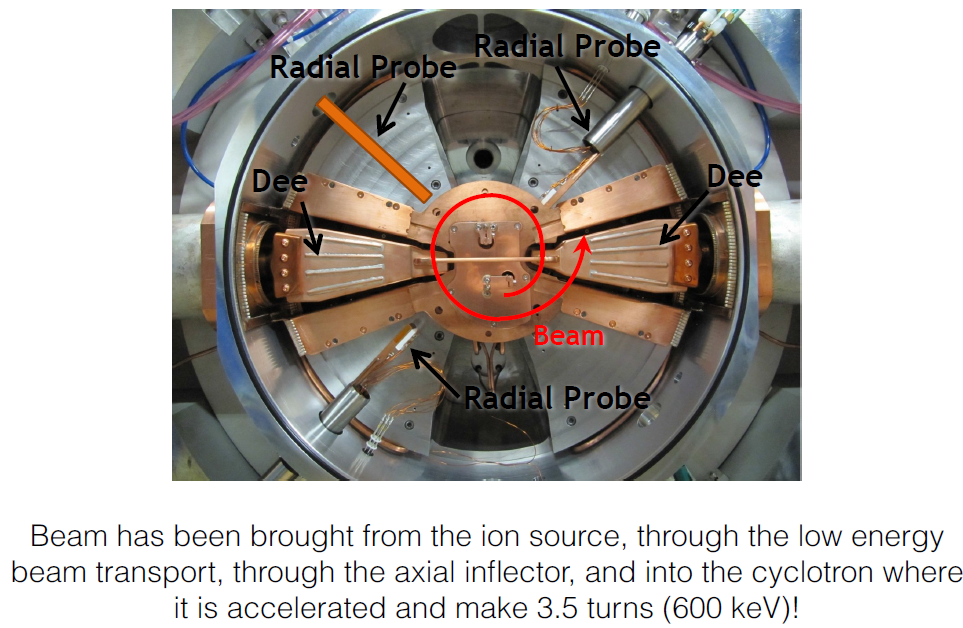 Radial Probe
Radial Probe
Dee
Dee
Beam
Radial Probe
Beam has been brought from the ion source, through the low energy
beam transport, through the axial inflector, and into the cyclotron where
it is accelerated and make 3.5 turns (600 keV)!